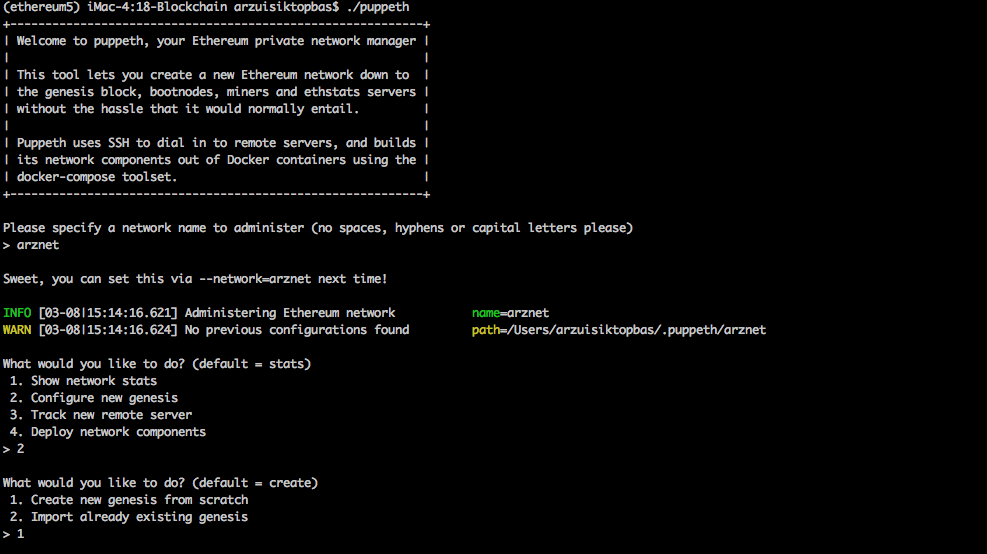 (ethereum5) iMac-4:18-Blockchain arzuisiktopbas$ ./puppeth
+-----------------------------------------------------------+
| Welcome to puppeth, your Ethereum private network manager |
|                                                           |
| This tool lets you create a new Ethereum network down to  |
| the genesis block, bootnodes, miners and ethstats servers |
| without the hassle that it would normally entail.         |
|                                                           |
| Puppeth uses SSH to dial in to remote servers, and builds |
| its network components out of Docker containers using the |
| docker-compose toolset.                                   |
+-----------------------------------------------------------+
Please specify a network name to administer (no spaces, hyphens or capital letters please)
> arznet
Sweet, you can set this via --network=arznet next time!
INFO [03-08|15:14:16.621] Administering Ethereum network           name=arznet
WARN [03-08|15:14:16.624] No previous configurations found         path=/Users/arzuisiktopbas/.puppeth/arznet
What would you like to do? (default = stats)
 1. Show network stats
 2. Configure new genesis
 3. Track new remote server
 4. Deploy network components
> 2
What would you like to do? (default = create)
 1. Create new genesis from scratch
 2. Import already existing genesis
> 1